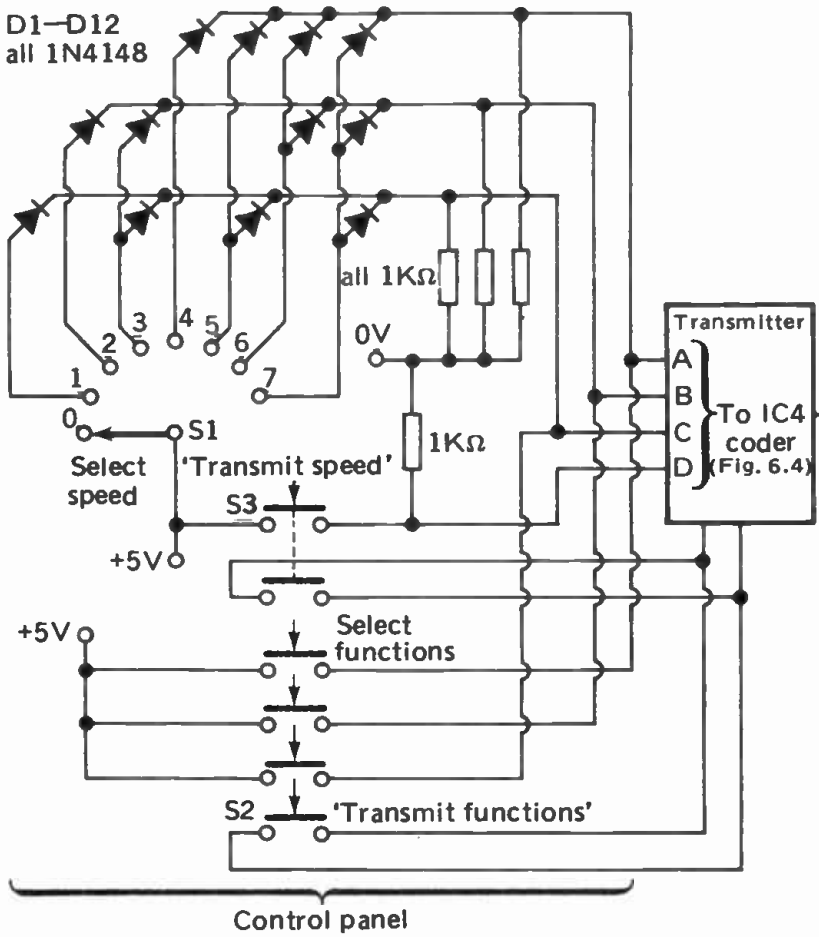 D1—D12
all 1N4148
all 1KΩ
0V
1
2
3
4
5
6
7
0
S1
Select
speed
1KΩ
Transmitter
A
B
C
D
To IC4
coder
(Fig. 6.4)
'Transmit speed'
S3
+5V
+5V
Select
functions
S2
'Transmit functions'
Control panel